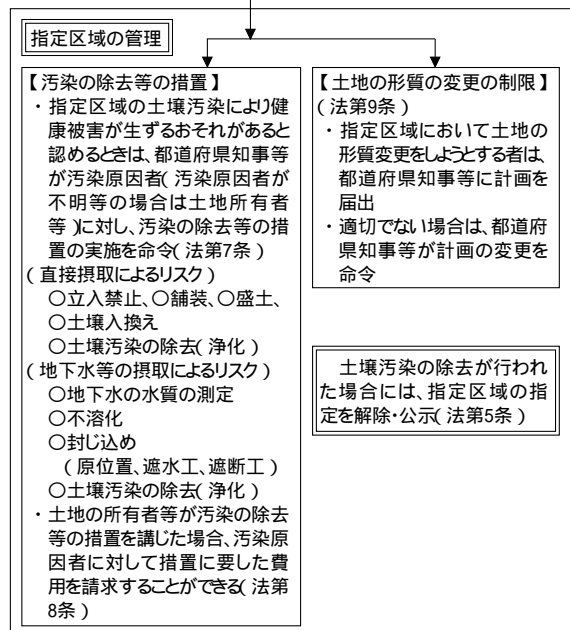 指定区域の管理
【汚染の除去等の措置】
・指定区域の土壌汚染により健
康被害が生ずるおそれがあると
認めるときは、都道府県知事等
が汚染原因者(汚染原因者が
不明等の場合は土地所有者
等)に対し、汚染の除去等の措
置の実施を命令(法第7条)
(直接摂取によるリスク)
○立入禁止、○舗装、○盛土、
○土壌入換え
○土壌汚染の除去(浄化)
(地下水等の摂取によるリスク)
○地下水の水質の測定
○不溶化
○封じ込め
(原位置、遮水工、遮断工)
○土壌汚染の除去(浄化)
・土地の所有者等が汚染の除去
等の措置を講じた場合、汚染原
因者に対して措置に要した費
用を請求することができる(法第
8条)
【土地の形質の変更の制限】
(法第9条)
・指定区域において土地の
形質変更をしようとする者は、
都道府県知事等に計画を
届出
・適切でない場合は、都道府
県知事等が計画の変更を
命令
土壌汚染の除去が行われ
た場合には、指定区域の指
定を解除・公示(法第5条)